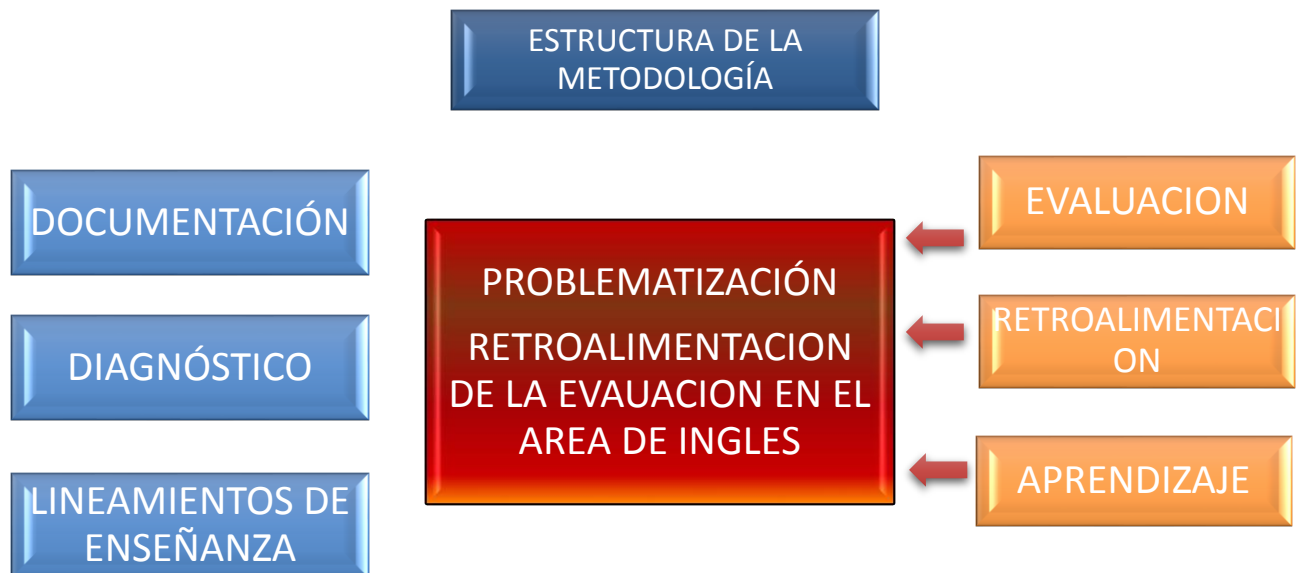 ESTRUCTURA DE LA
METODOLOGÍA
DOCUMENTACIÓN
DIAGNÓSTICO
LINEAMIENTOS DE
ENSEÑANZA
PROBLEMATIZACIÓN
RETROALIMENTACION
DE LA EVAUACION EN EL
AREA DE INGLES
EVALUACION
RETROALIMENTACI
ON
APRENDIZAJE